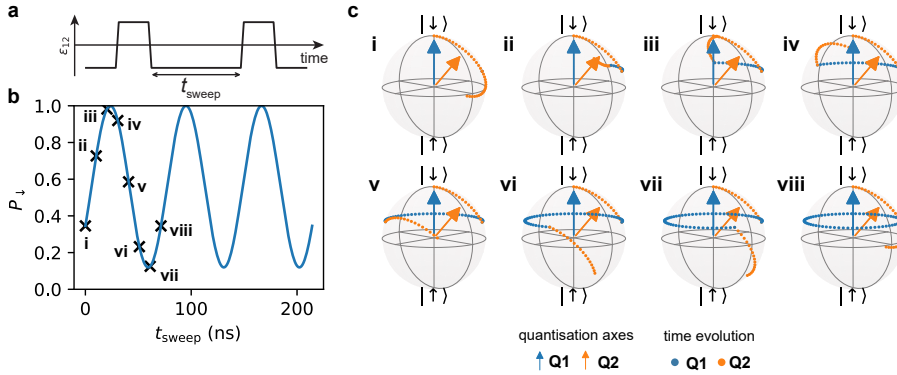 a
ε12
time
tsweep
b
1.0
0.8
0.6
0.4
0.2
0.0
P↓
i
ii
iii
iv
v
vi
vii
viii
0
100
200
tsweep (ns)
c
|↓⟩ |↓⟩ |↓⟩ |↓⟩
i ii iii iv
|↑⟩ |↑⟩ |↑⟩ |↑⟩
|↓⟩ |↓⟩ |↓⟩ |↓⟩
v vi vii viii
|↑⟩ |↑⟩ |↑⟩ |↑⟩
quantisation axes time evolution
Q1 Q2 Q1 Q2